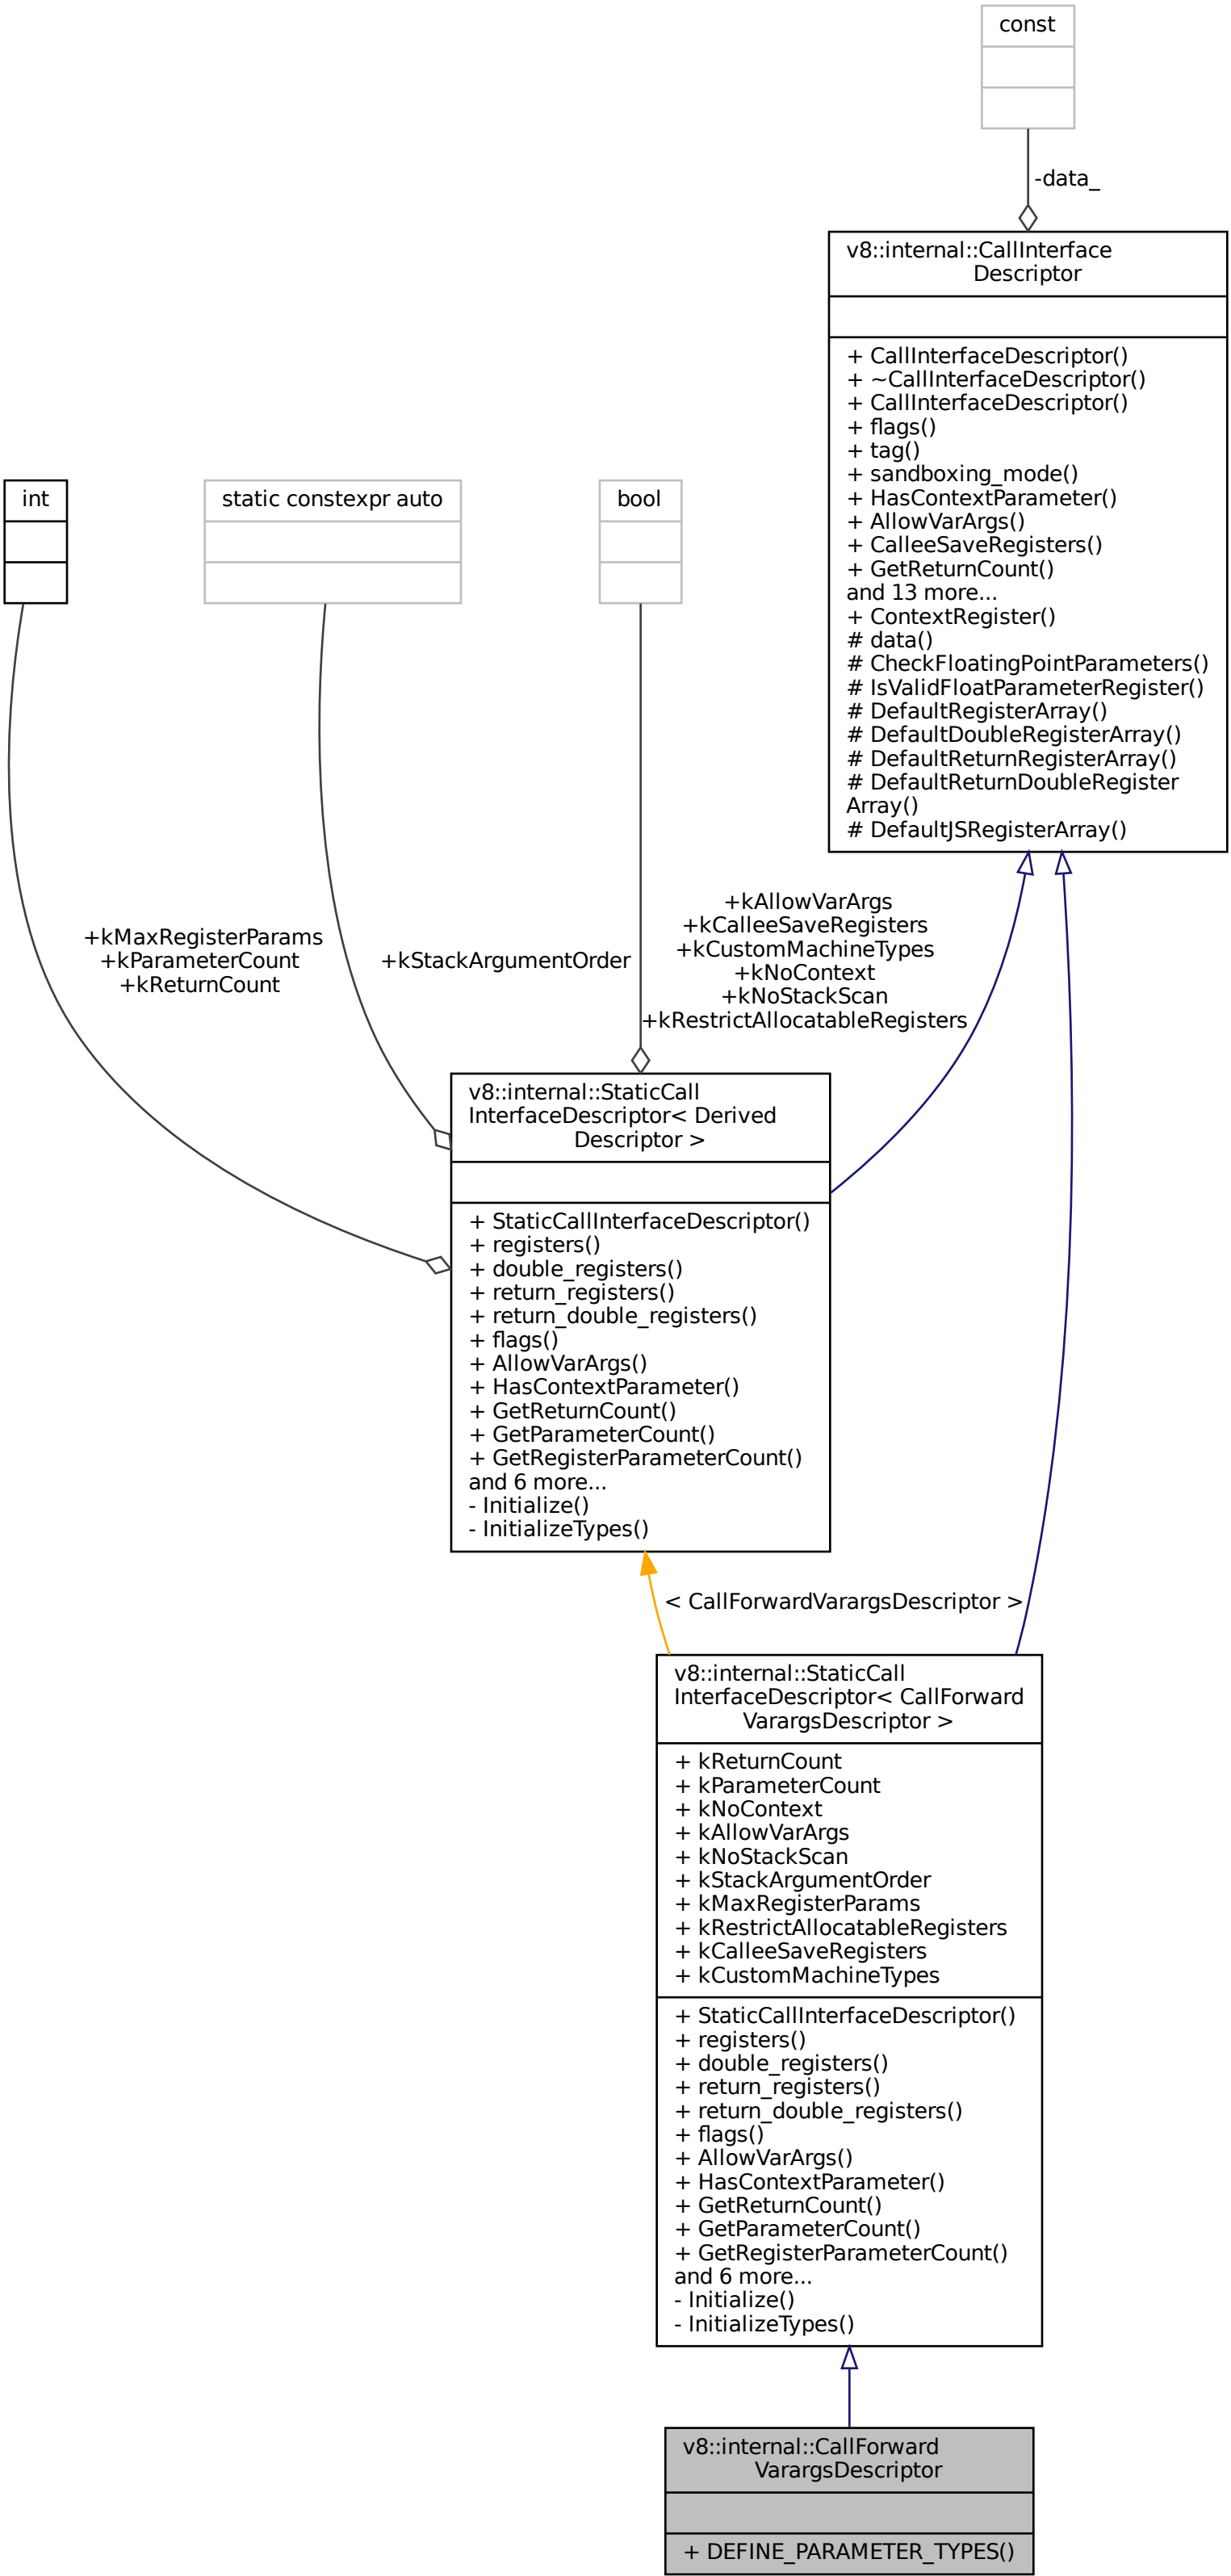 const
-data_
v8::internal::CallInterface
Descriptor
+ CallInterfaceDescriptor()
+ ~CallInterfaceDescriptor()
+ CallInterfaceDescriptor()
+ flags()
+ tag()
+ sandboxing_mode()
+ HasContextParameter()
+ AllowVarArgs()
+ CalleeSaveRegisters()
+ GetReturnCount()
and 13 more...
+ ContextRegister()
# data()
# CheckFloatingPointParameters()
# IsValidFloatParameterRegister()
# DefaultRegisterArray()
# DefaultDoubleRegisterArray()
# DefaultReturnRegisterArray()
# DefaultReturnDoubleRegister
Array()
# DefaultJSRegisterArray()
int
static constexpr auto
bool
+kMaxRegisterParams
+kParameterCount
+kReturnCount
+kStackArgumentOrder
+kAllowVarArgs
+kCalleeSaveRegisters
+kCustomMachineTypes
+kNoContext
+kNoStackScan
+kRestrictAllocatableRegisters
v8::internal::StaticCall
InterfaceDescriptor< Derived
Descriptor >
+ StaticCallInterfaceDescriptor()
+ registers()
+ double_registers()
+ return_registers()
+ return_double_registers()
+ flags()
+ AllowVarArgs()
+ HasContextParameter()
+ GetReturnCount()
+ GetParameterCount()
+ GetRegisterParameterCount()
and 6 more...
- Initialize()
- InitializeTypes()
< CallForwardVarargsDescriptor >
v8::internal::StaticCall
InterfaceDescriptor< CallForward
VarargsDescriptor >
+ kReturnCount
+ kParameterCount
+ kNoContext
+ kAllowVarArgs
+ kNoStackScan
+ kStackArgumentOrder
+ kMaxRegisterParams
+ kRestrictAllocatableRegisters
+ kCalleeSaveRegisters
+ kCustomMachineTypes
+ StaticCallInterfaceDescriptor()
+ registers()
+ double_registers()
+ return_registers()
+ return_double_registers()
+ flags()
+ AllowVarArgs()
+ HasContextParameter()
+ GetReturnCount()
+ GetParameterCount()
+ GetRegisterParameterCount()
and 6 more...
- Initialize()
- InitializeTypes()
v8::internal::CallForward
VarargsDescriptor
+ DEFINE_PARAMETER_TYPES()